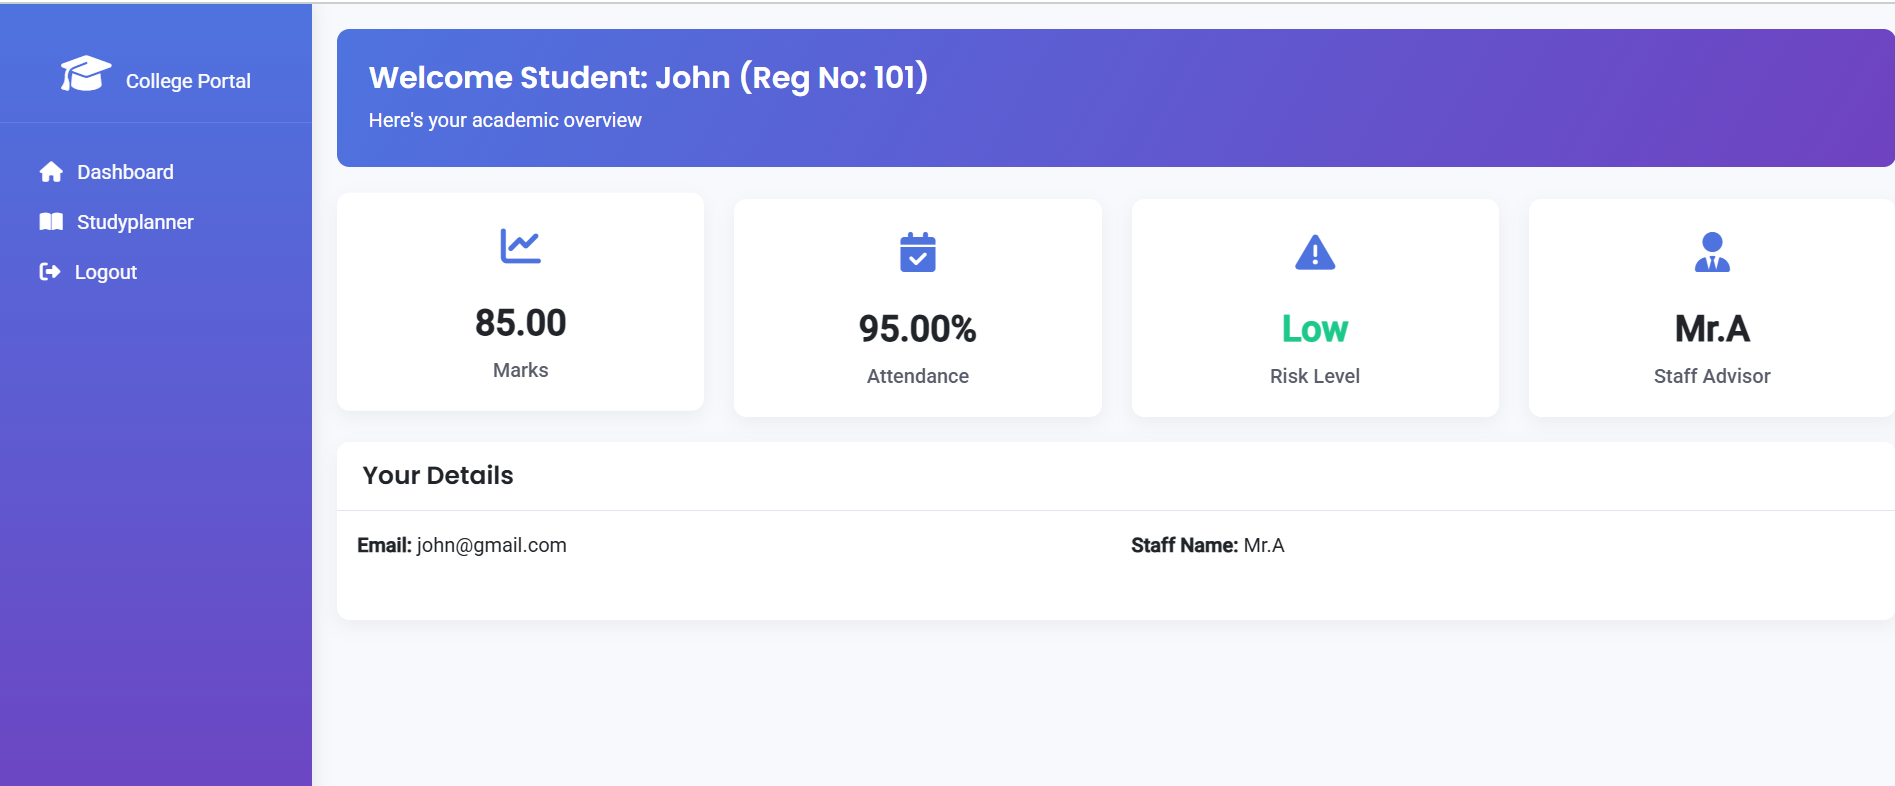 College Portal
Dashboard
Studyplanner
Logout
Welcome Student: John (Reg No: 101)
Here's your academic overview
85.00
Marks
95.00%
Attendance
Low
Risk Level
Mr.A
Staff Advisor
Your Details
Email: john@gmail.com
Staff Name: Mr.A